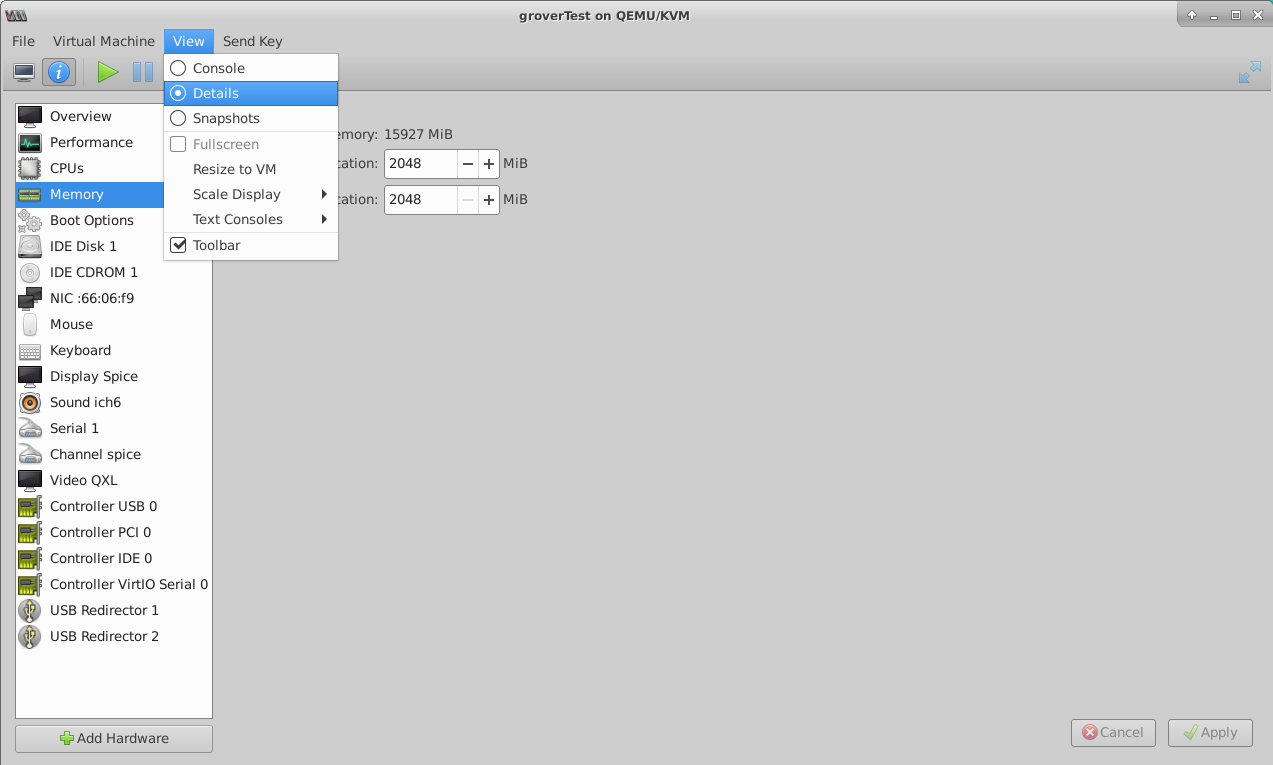 groverTest on QEMU/KVM
File Virtual Machine View Send Key
Console
Details
Snapshots
Fullscreen
Resize to VM
Scale Display
Text Consoles
Toolbar
Overview
Performance
CPUs
Memory
Boot Options
IDE Disk 1
IDE CDROM 1
NIC :66:06:f9
Mouse
Keyboard
Display Spice
Sound ich6
Serial 1
Channel spice
Video QXL
Controller USB 0
Controller PCI 0
Controller IDE 0
Controller VirtIO Serial 0
USB Redirector 1
USB Redirector 2
Add Hardware
emory: 15927 MiB
cation: 2048 MiB
cation: 2048 MiB
Cancel Apply